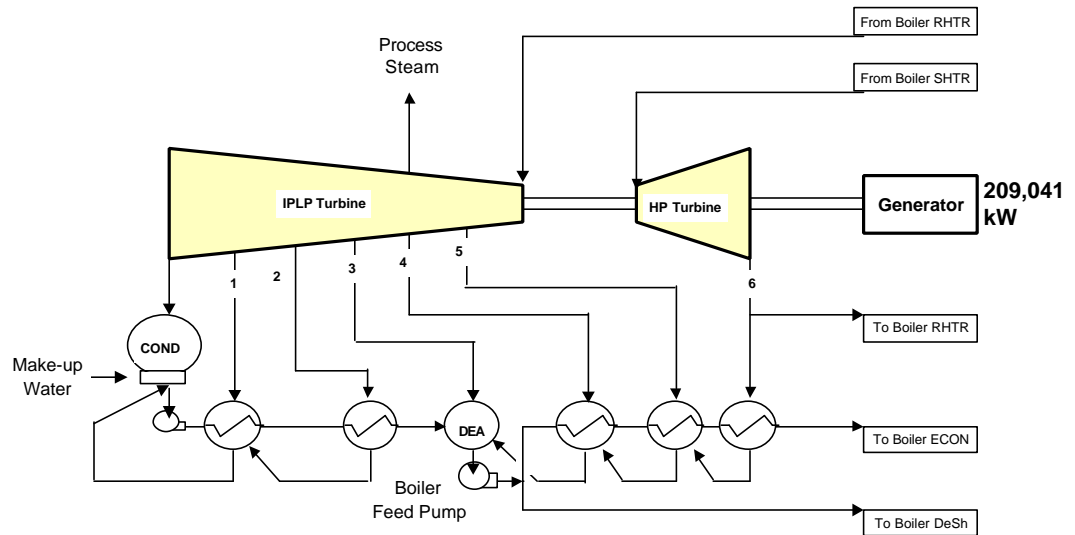 From Boiler RHTR
Process
Steam
From Boiler SHTR
IPLP Turbine
HP Turbine
Generator
209,041
kW
1
2
3
4
5
6
COND
To Boiler RHTR
Make-up
Water
DEA
To Boiler ECON
Boiler
Feed Pump
To Boiler DeSh